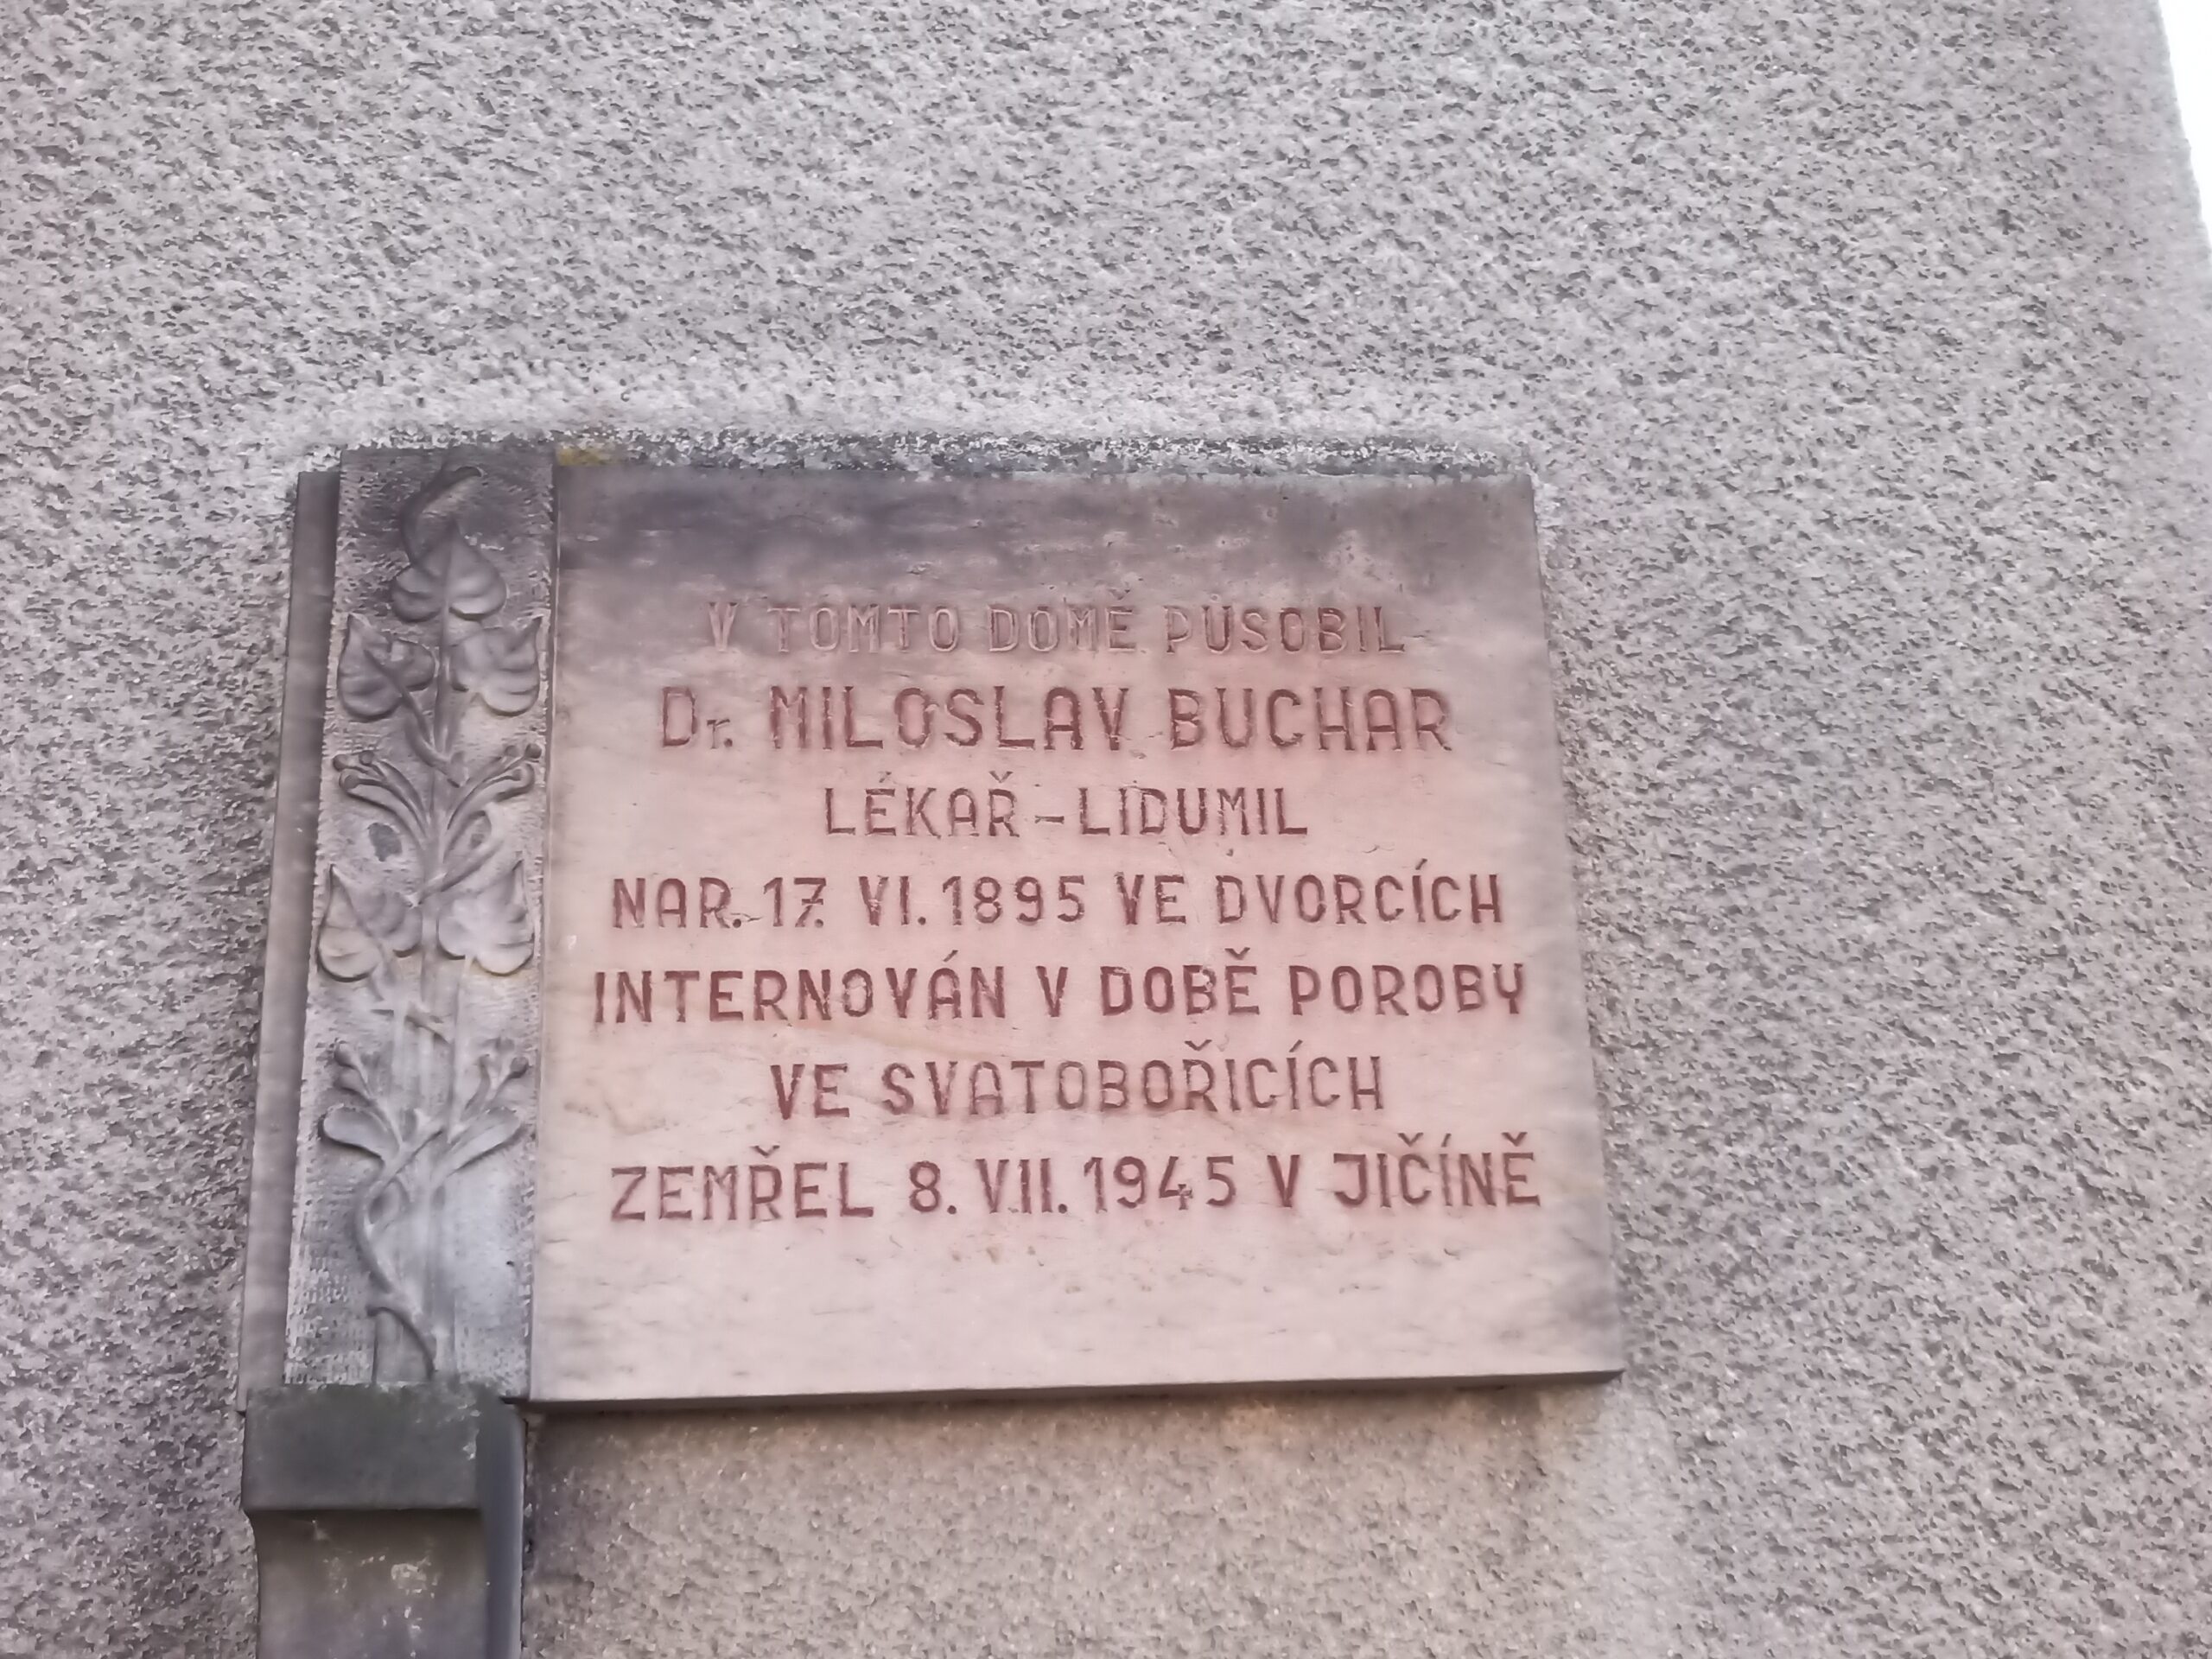 V TOMTO DOMĚ PŮSOBIL
Dr. MILOSLAV BUCHAR
LÉKAŘ-LIDUMIL
NAR. 17. VI. 1895 VE DVORCÍCH
INTERNOVÁN V DOBĚ POROBY
VE SVATOBOŘICÍCH
ZEMŘEL 8. VII. 1945 V JIČÍNĚ